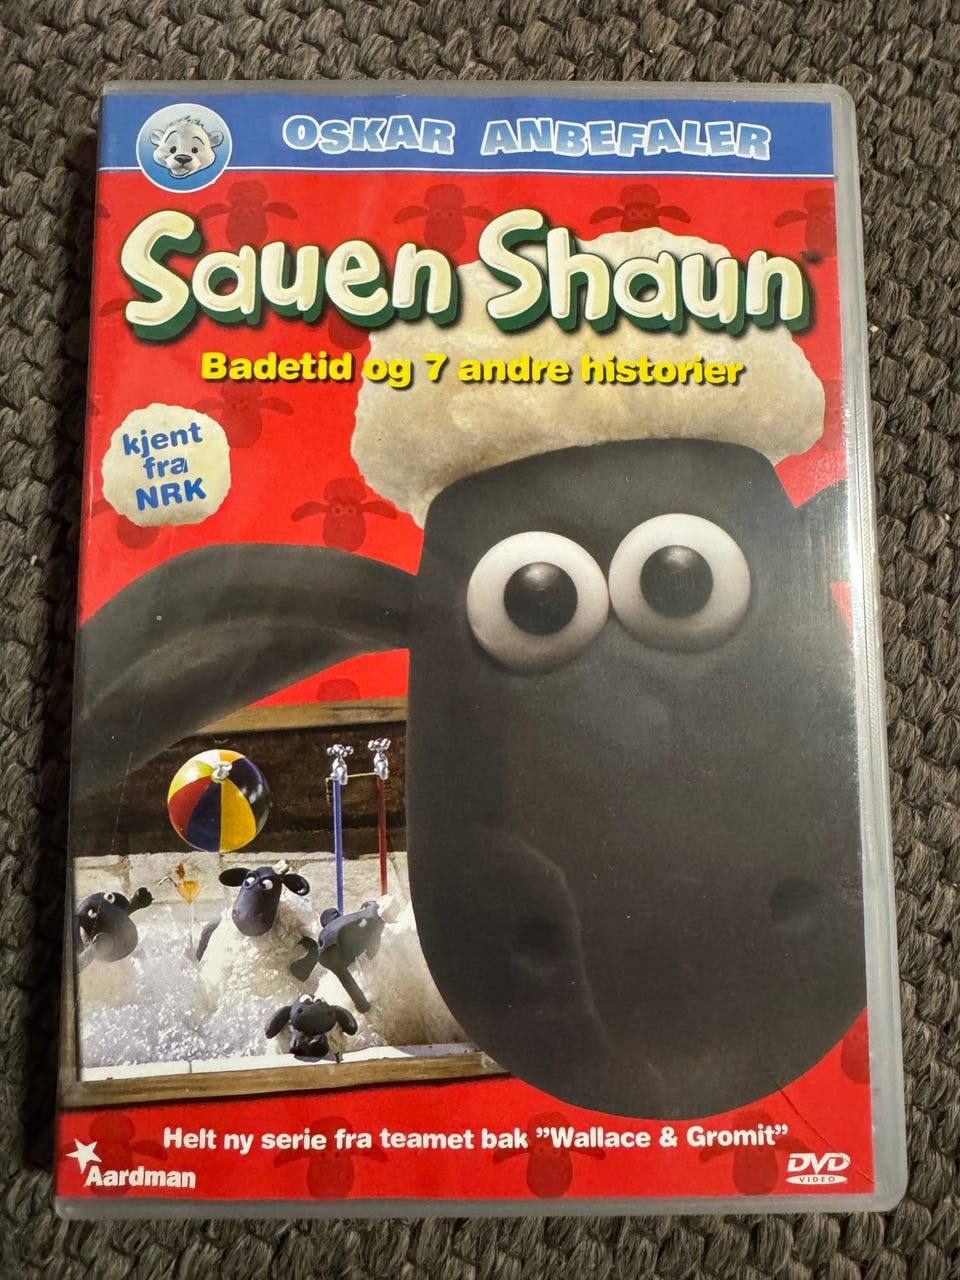 OSKAR ANBEFALER
Sauen Shaun
Badetid og 7 andre historier
kjent
fra
NRK
Helt ny serie fra teamet bak ”Wallace & Gromit”
Aardman
DVD
VIDEO